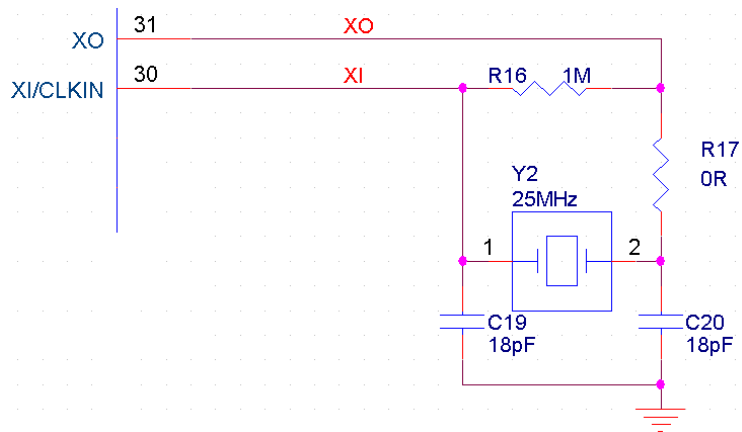 31
XO
XO
30
XI/CLKIN
XI
R16 1M
R17
0R
Y2
25MHz
1
2
C19
18pF
C20
18pF